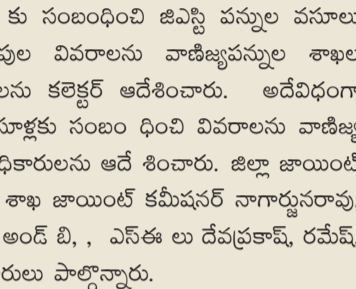 కు సంబంధించి జిఎస్టి పన్నుల వసూలు
పుల వివరాలను వాణిజ్యపన్నుల శాఖల
లను కలెక్టర్ ఆదేశించారు. అదేవిధంగా
సూళ్లకు సంబం ధించి వివరాలను వాణిజ్య
ధికారులను ఆదే శించారు. జిల్లా జాయింట్
శాఖ జాయింట్ కమీషనర్ నాగార్జునరావు,
అండ్ బి, , ఎస్ఈ లు దేవప్రకాష్, రమేష్,
రులు పాల్గొన్నారు.